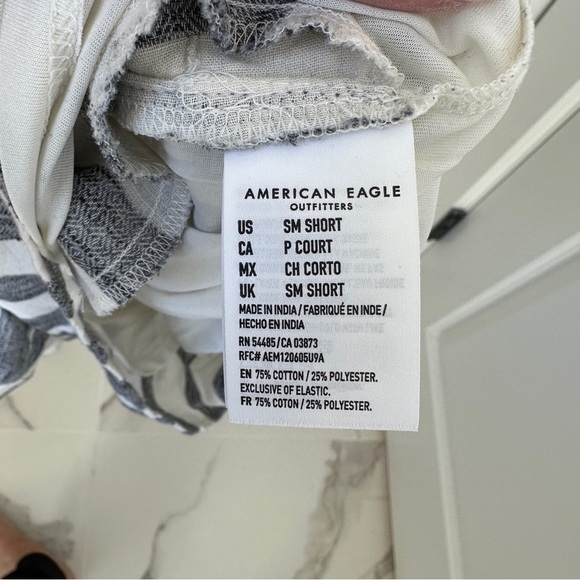 AMERICAN EAGLE
OUTFITTERS
US SM SHORT
CA P COURT
MX CH CORTO
UK SM SHORT
MADE IN INDIA / FABRIQUÉ EN INDE /
HECHO EN INDIA
RN 54485/CA 03873
RFC# AEM120605U9A
EN 75% COTTON / 25% POLYESTER.
EXCLUSIVE OF ELASTIC.
FR 75% COTON / 25% POLYESTER.